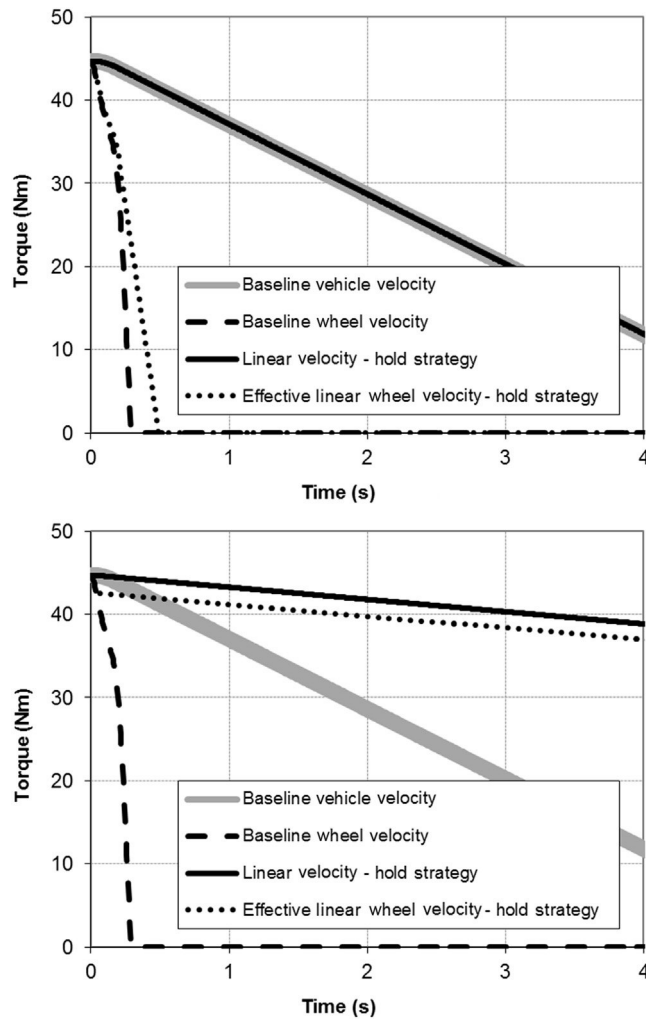 50
40
30
20
10
0
Torque (Nm)
Baseline vehicle velocity
Baseline wheel velocity
Linear velocity - hold strategy
Effective linear wheel velocity - hold strategy
0 1 2 3 4
Time (s)
50
40
30
20
10
0
Torque (Nm)
Baseline vehicle velocity
Baseline wheel velocity
Linear velocity - hold strategy
Effective linear wheel velocity - hold strategy
0 1 2 3 4
Time (s)